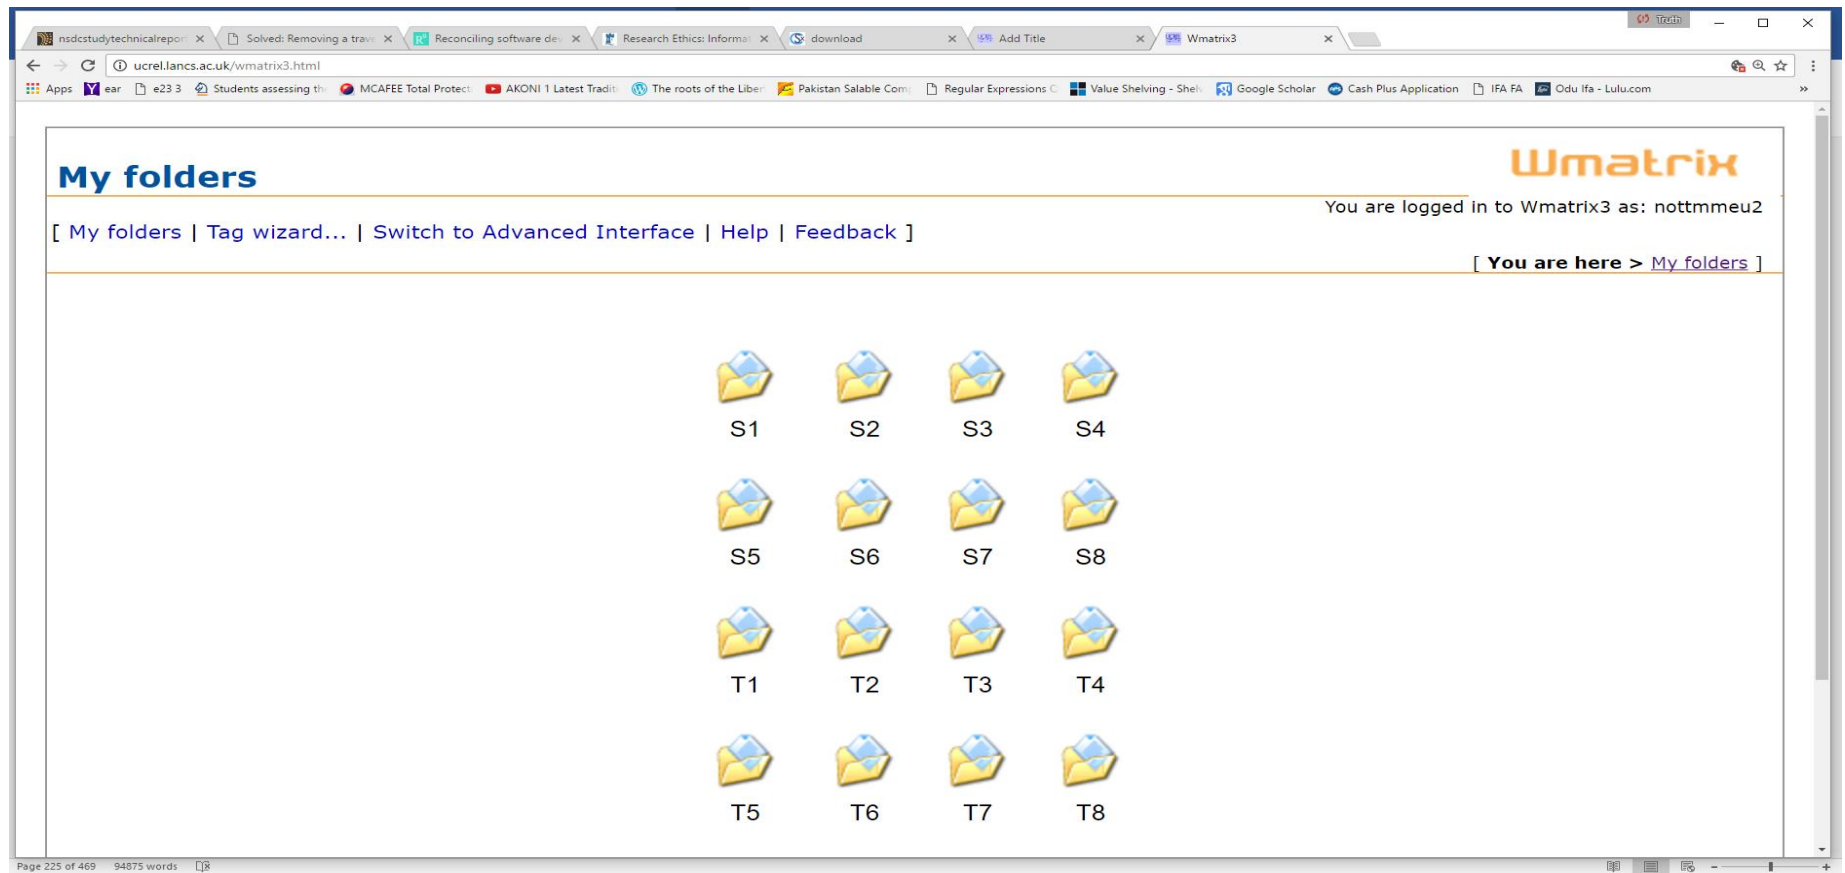 Truth
nsdcstudytechnicalrepor Solved: Removing a trav Reconciling software de Research Ethics: Informa download Add Title Wmatrix3
ucrel.lancs.ac.uk/wmatrix3.html
Apps ear e23 3 Students assessing th MCAFEE Total Protect AKONI 1 Latest Tradit The roots of the Liber Pakistan Salable Com Regular Expressions C Value Shelving - Shel Google Scholar Cash Plus Application IFA FA Odu Ifa - Lulu.com »
Wmatrix
My folders
You are logged in to Wmatrix3 as: nottmmeu2
[ My folders | Tag wizard... | Switch to Advanced Interface | Help | Feedback ]
[ You are here > My folders ]
S1 S2 S3 S4
S5 S6 S7 S8
T1 T2 T3 T4
T5 T6 T7 T8
Page 225 of 469 94875 words